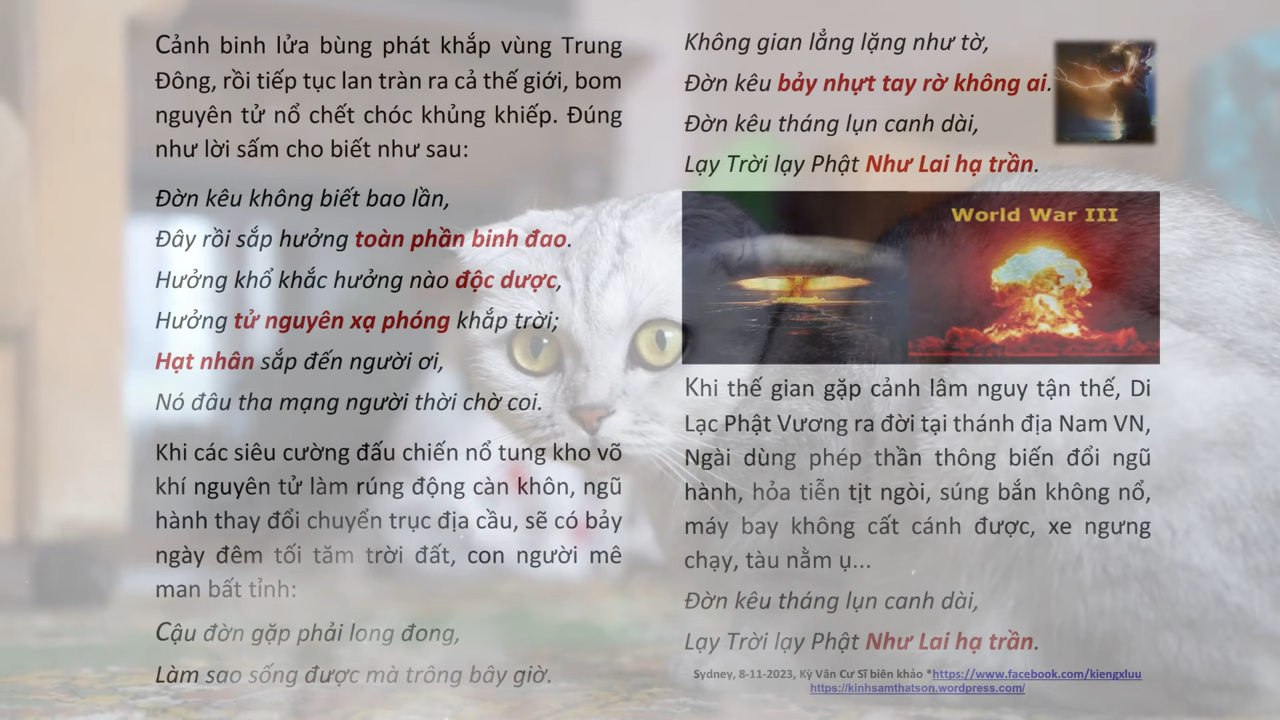 Cảnh binh lửa bùng phát khắp vùng Trung
Đông, rồi tiếp tục lan tràn ra cả thế giới, bom
nguyên tử nổ chết chóc khủng khiếp. Đúng
như lời sấm cho biết như sau:
Đờn kêu không biết bao lần,
Đây rồi sắp hưởng toàn phần binh đao.
Hưởng khổ khắc hưởng nào độc dược,
Hưởng tử nguyên xạ phóng khắp trời;
Hạt nhân sắp đến người ơi,
Nó đâu tha mạng người thời chờ coi.
Khi các siêu cường đấu chiến nổ tung kho võ
khí nguyên tử làm rúng động càn khôn, ngũ
hành thay đổi chuyển trục địa cầu, sẽ có bảy
ngày đêm tối tăm trời đất, con người mê
man bất tỉnh:
Cậu đờn gặp phải long đong,
Làm sao sống được mà trông bây giờ.
Không gian lẳng lặng như tờ,
Đờn kêu bảy nhựt tay rờ không ai.
Đờn kêu tháng lụn canh dài,
Lạy Trời lạy Phật Như Lai hạ trần.
World War III
Khi thế gian gặp cảnh lâm nguy tận thế, Di
Lạc Phật Vương ra đời tại thánh địa Nam VN,
Ngài dùng phép thần thông biến đổi ngũ
hành, hỏa tiễn tịt ngòi, súng bắn không nổ,
máy bay không cất cánh được, xe ngưng
chạy, tàu nằm ụ...
Đờn kêu tháng lụn canh dài,
Lạy Trời lạy Phật Như Lai hạ trần.
Sydney, 8-11-2023, Kỳ Vân Cư Sĩ biên khảo *https://www.facebook.com/kiengxluu
https://kinhsamthatson.wordpress.com/